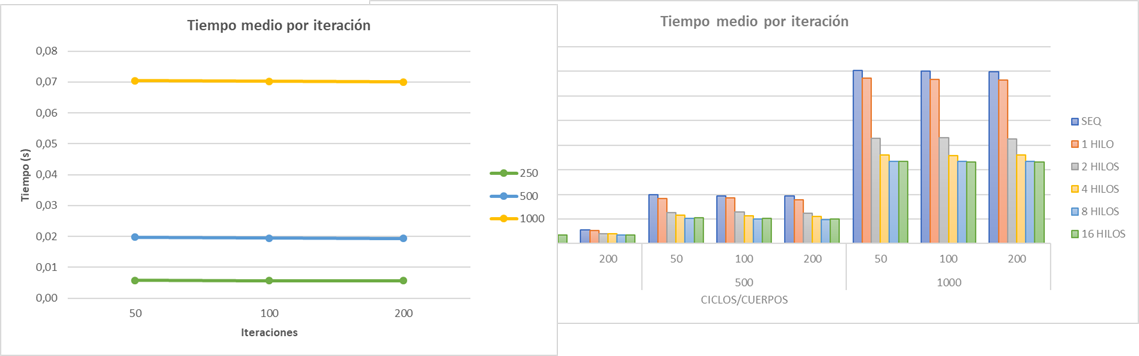 Tiempo medio por iteración
0,08
0,07
0,06
0,05
0,04
0,03
0,02
0,01
0,00
Tiempo (s)
50 100 200
Iteraciones
250
500
1000
Tiempo medio por iteración
200 50 100 200 50 100 200
500 1000
CICLOS/CUERPOS
SEQ
1 HILO
2 HILOS
4 HILOS
8 HILOS
16 HILOS